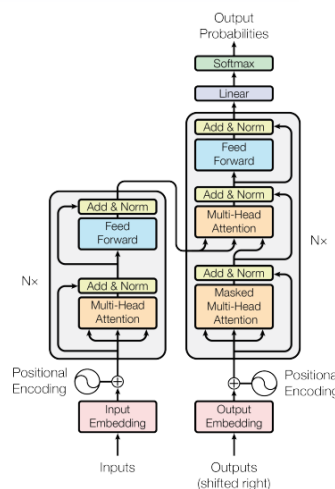 Output
Probabilities
Softmax
Linear
Add & Norm
Feed
Forward
Add & Norm
Multi-Head
Attention
Add & Norm
Masked
Multi-Head
Attention
N×
Add & Norm
Feed
Forward
N×
Add & Norm
Multi-Head
Attention
Positional
Encoding
Positional
Encoding
Input
Embedding
Output
Embedding
Inputs
Outputs
(shifted right)